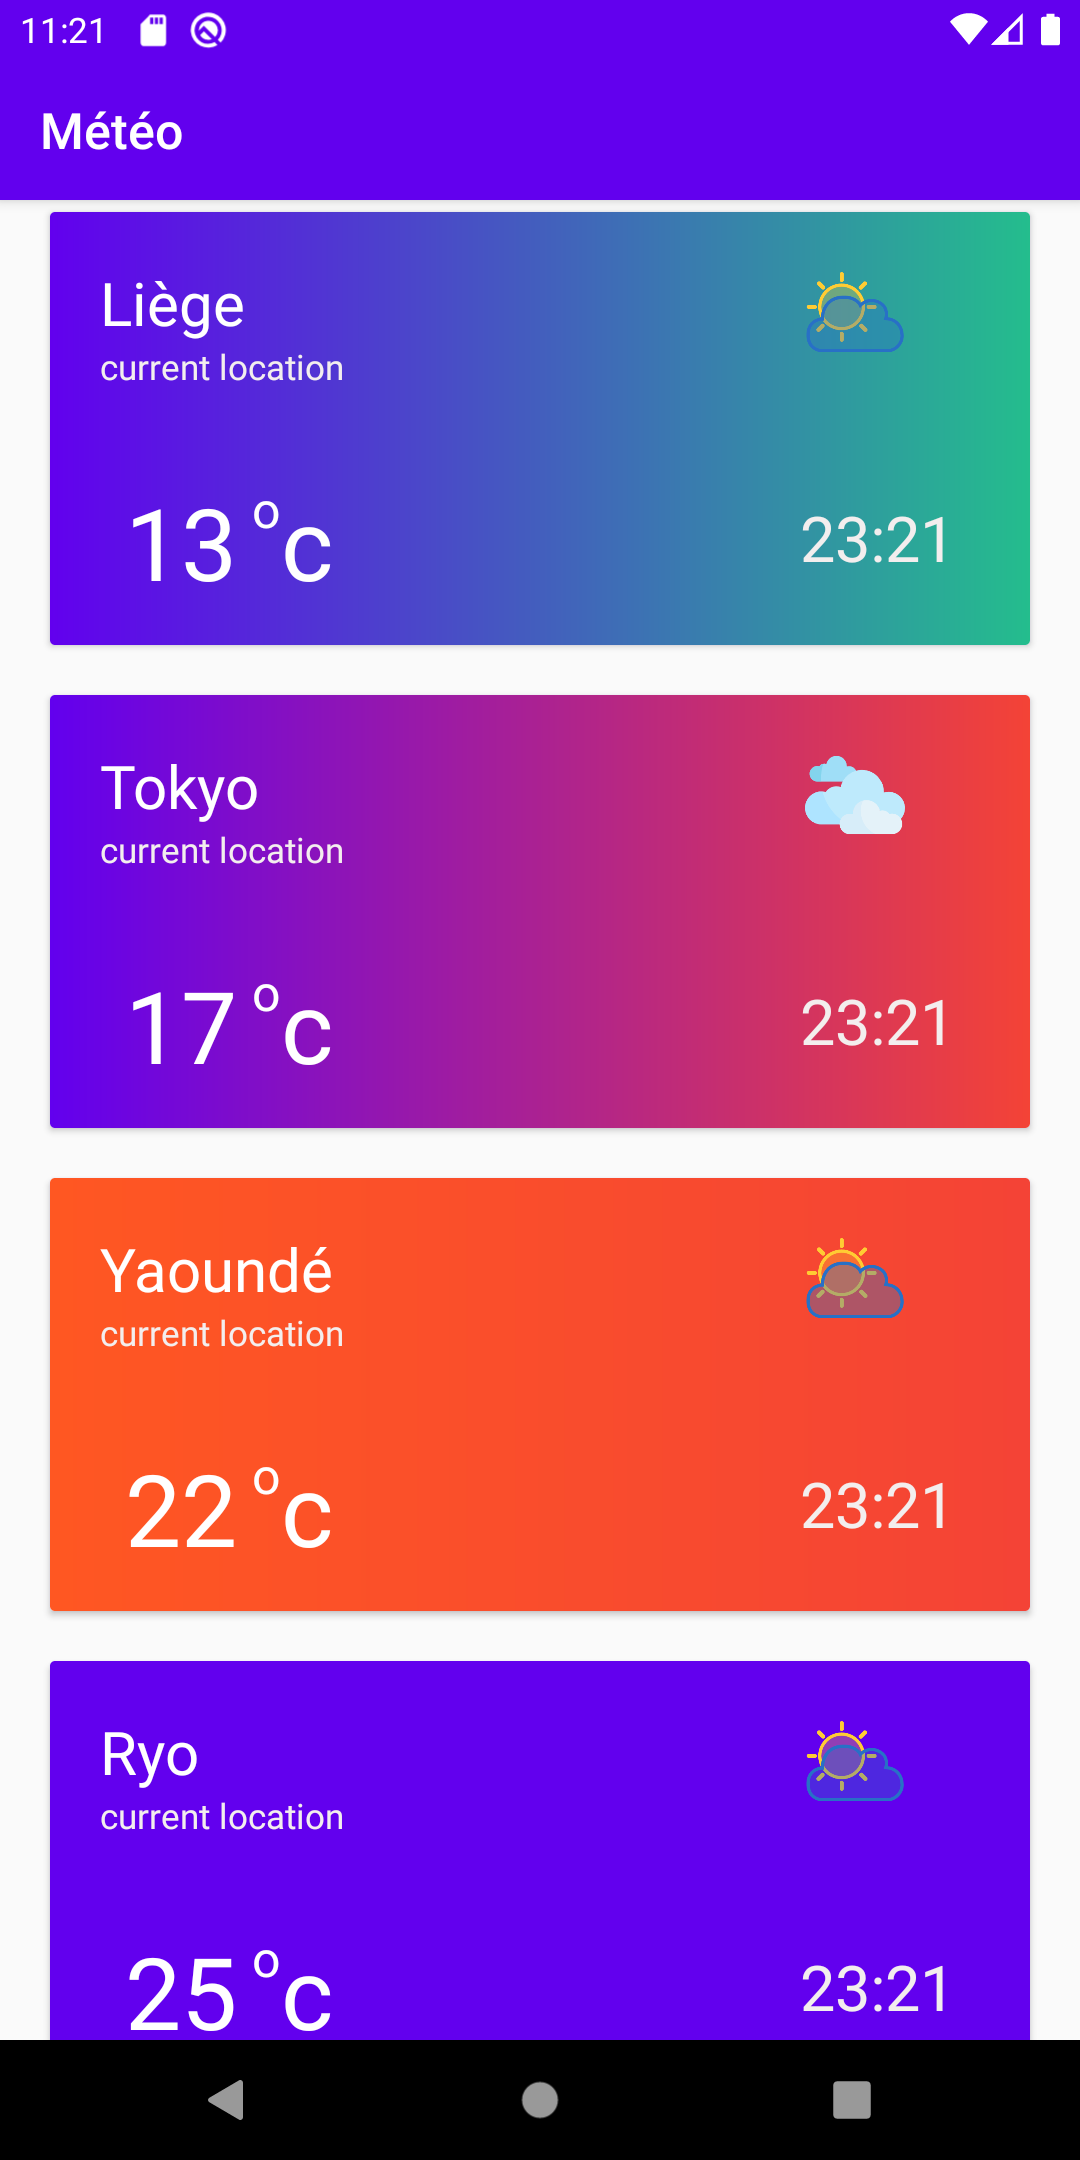 11:21
Météo
Liège
current location
13 °c
23:21
Tokyo
current location
17 °c
23:21
Yaoundé
current location
22 °c
23:21
Ryo
current location
25 °c
23:21